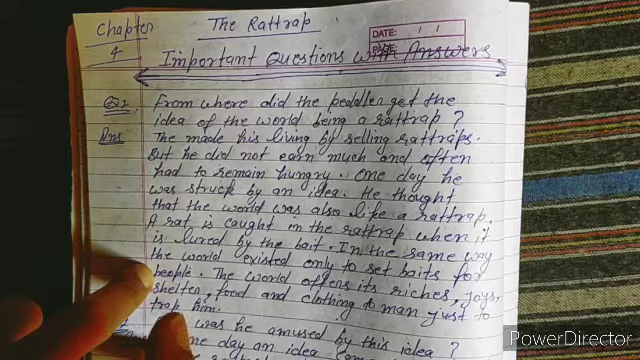 Chapter
4
The Rattrap
DATE:
PAGE:
Important Questions with Answers
Q1. From where did the peddler get the
idea of the world being a rattrap?
Ans The made his living by selling rattraps.
But he did not earn much and often
had to remain hungry. One day he
was struck by an idea. He thought
that the world was also like a rattrap.
A rat is caught in the rattrap when it
is lured by the bait. In the same way
the world existed only to set baits for
people. The world offers its riches, joys,
shelter, food and clothing to man just to
trap him.
was he amused by this idea?
one day an idea
PowerDirector